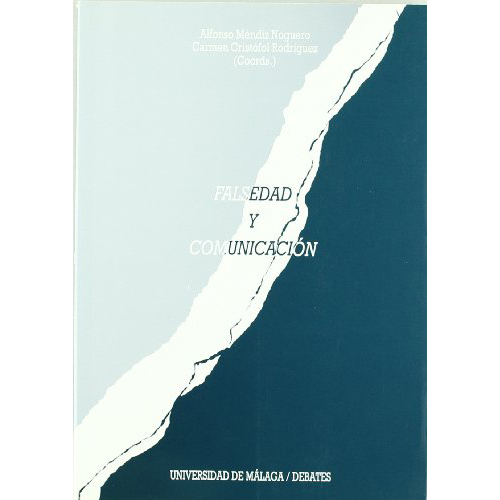 Alfonso Méndiz Noguero
Carmen Cristófol Rodríguez
(Coords.)
FALSEDAD
Y
COMUNICACIÓN
UNIVERSIDAD DE MÁLAGA / DEBATES